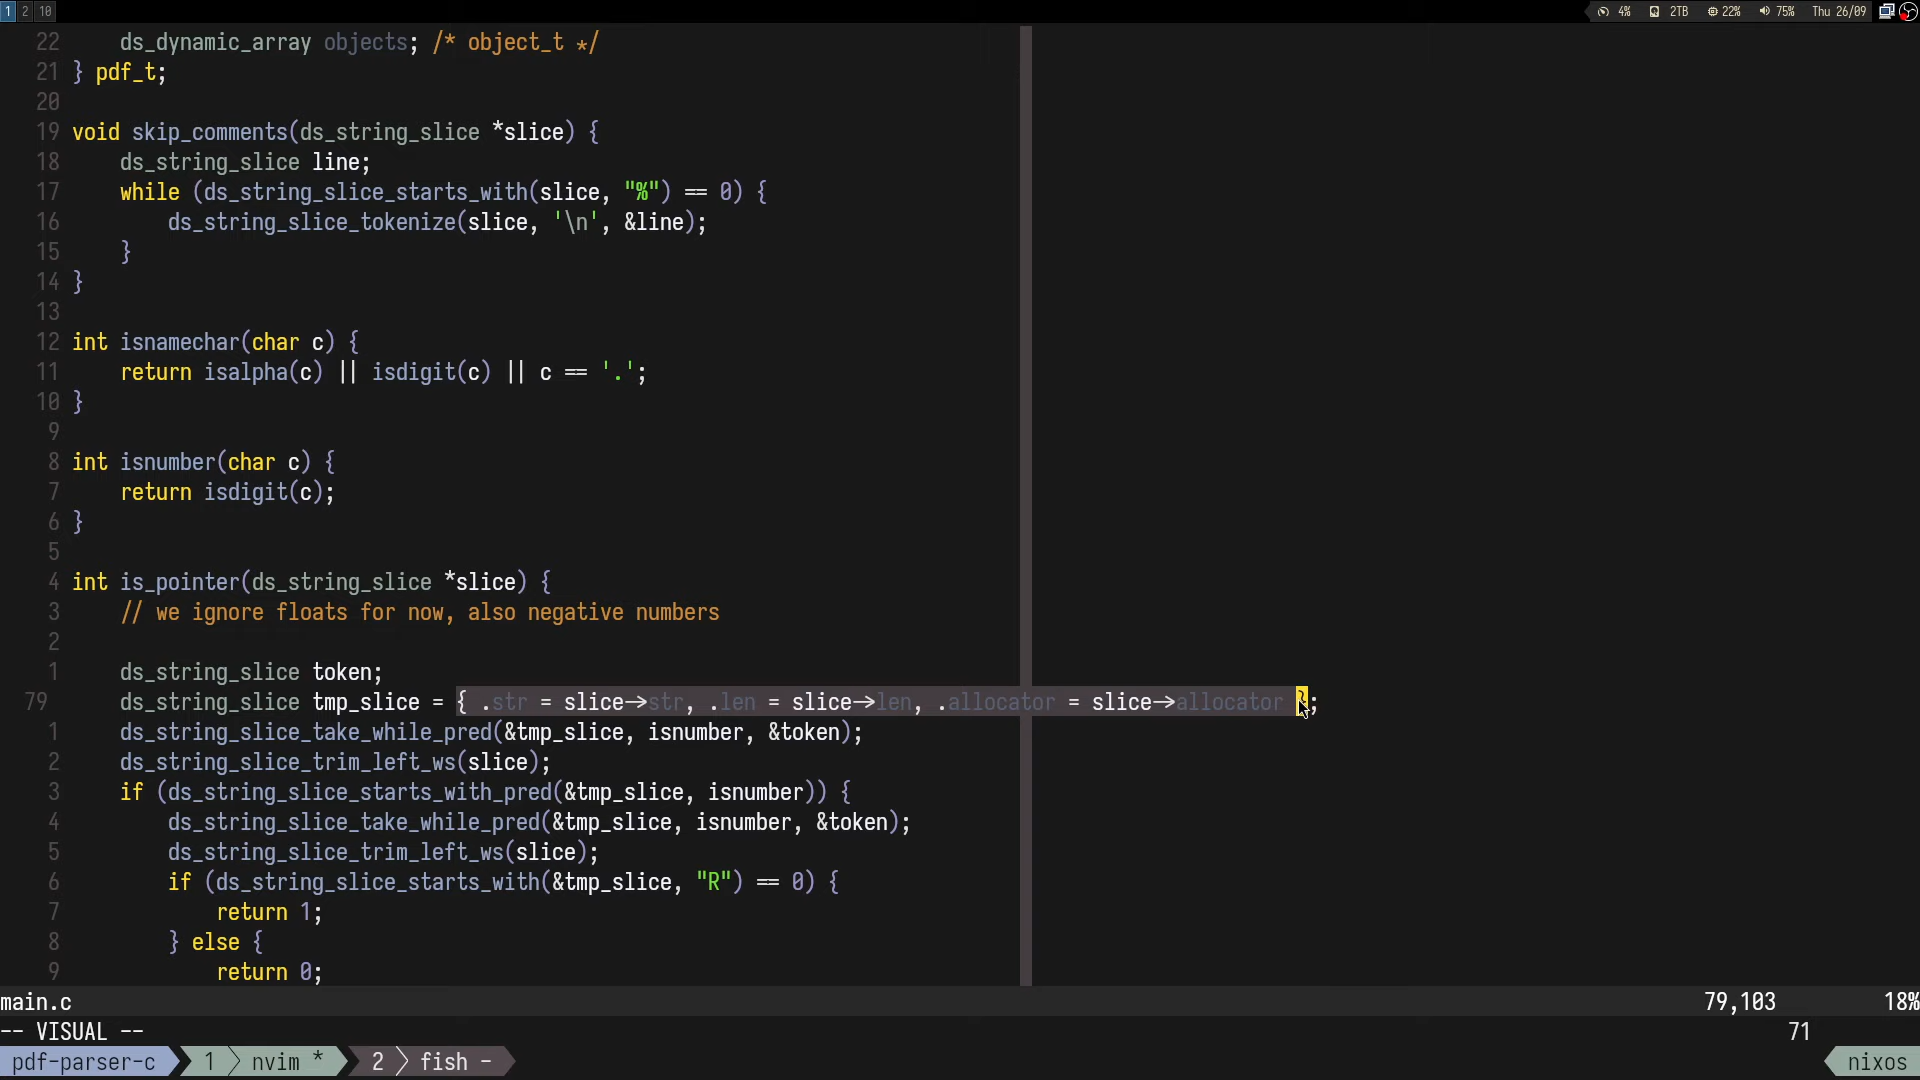 1 2 10 4% 2TB 22% 75% Thu 26/09
22 ds_dynamic_array objects; /* object_t */
21 } pdf_t;
20
19 void skip_comments(ds_string_slice *slice) {
18 ds_string_slice line;
17 while (ds_string_slice_starts_with(slice, "%") == 0) {
16 ds_string_slice_tokenize(slice, '\n', &line);
15 }
14 }
13
12 int isnamechar(char c) {
11 return isalpha(c) || isdigit(c) || c == '.';
10 }
9
8 int isnumber(char c) {
7 return isdigit(c);
6 }
5
4 int is_pointer(ds_string_slice *slice) {
3 // we ignore floats for now, also negative numbers
2
1 ds_string_slice token;
79 ds_string_slice tmp_slice = { .str = slice->str, .len = slice->len, .allocator = slice->allocator };
1 ds_string_slice_take_while_pred(&tmp_slice, isnumber, &token);
2 ds_string_slice_trim_left_ws(slice);
3 if (ds_string_slice_starts_with_pred(&tmp_slice, isnumber)) {
4 ds_string_slice_take_while_pred(&tmp_slice, isnumber, &token);
5 ds_string_slice_trim_left_ws(slice);
6 if (ds_string_slice_starts_with(&tmp_slice, "R") == 0) {
7 return 1;
8 } else {
9 return 0;
main.c 79,103 18%
-- VISUAL -- 71
pdf-parser-c 1 nvim * 2 fish - nixos